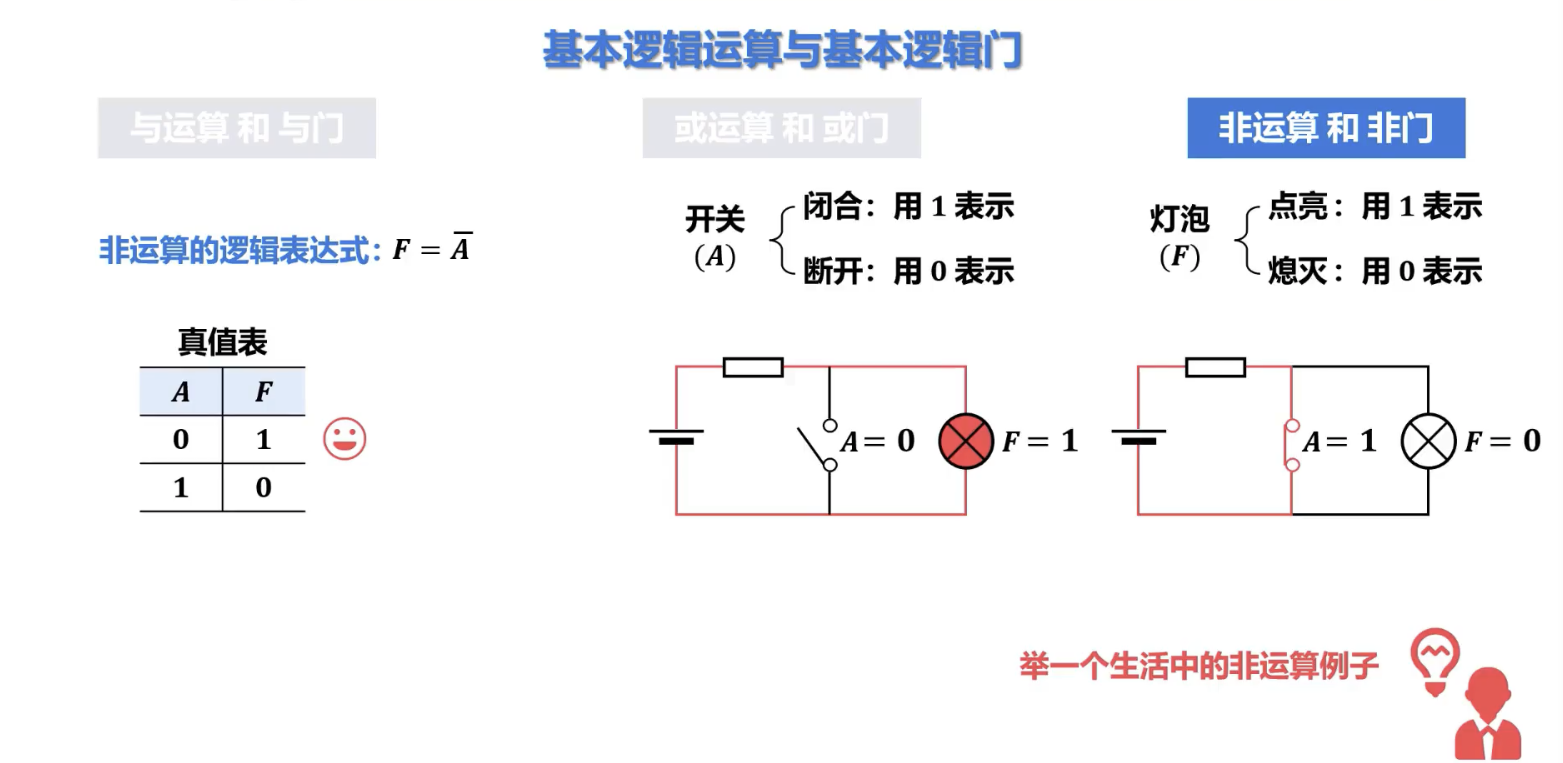 基本逻辑运算与基本逻辑门
与运算 和 与门
或运算 和 或门
非运算 和 非门
非运算的逻辑表达式：F = A̅
开关
(A)
闭合：用 1 表示
断开：用 0 表示
灯泡
(F)
点亮：用 1 表示
熄灭：用 0 表示
真值表
A F
0 1
1 0
A = 0
F = 1
A = 1
F = 0
举一个生活中的非运算例子